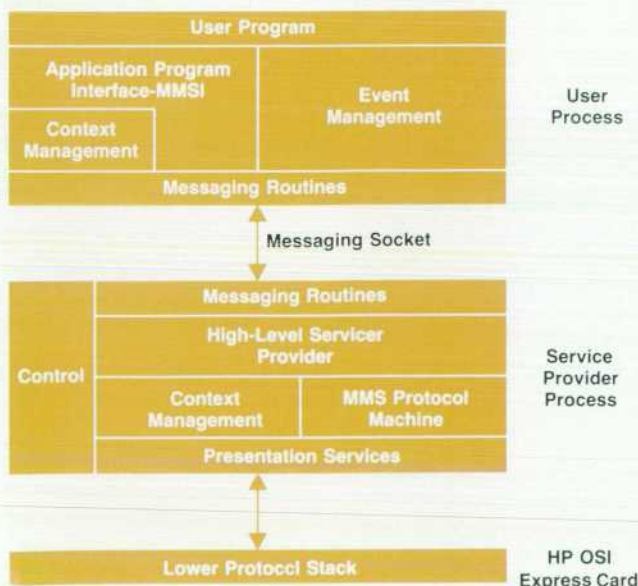 User Program
Application Program
Interface-MMSI
Event
Management
Context
Management
Messaging Routines
User
Process
Messaging Socket
Messaging Routines
Control
High-Level Servicer
Provider
Context
Management
MMS Protocol
Machine
Presentation Services
Service
Provider
Process
Lower Protocol Stack
HP OSI
Express Card